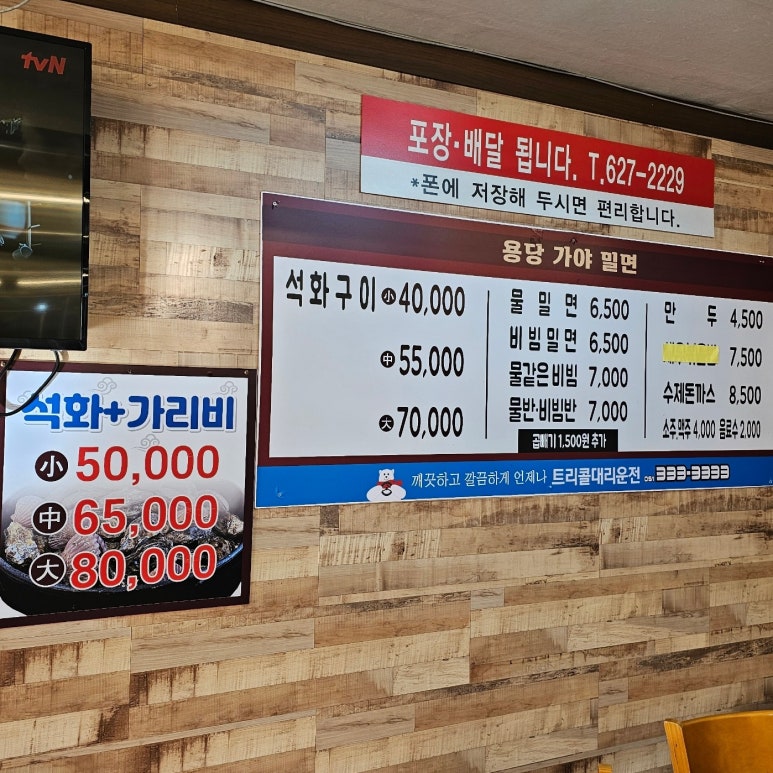 tvN
포장·배달 됩니다. T.627-2229
*폰에 저장해 두시면 편리합니다.
용당 가야 밀면
석화구이 小 40,000
中 55,000
大 70,000
물 밀 면 6,500
비빔밀면 6,500
물같은비빔 7,000
물반·비빔반 7,000
곱빼기 1,500원 추가
만 두 4,500
7,500
수제돈까스 8,500
소주,맥주 4,000 음료수 2,000
깨끗하고 깔끔하게 언제나 트리콜대리운전 051 333-3333
석화+가리비
小 50,000
中 65,000
大 80,000